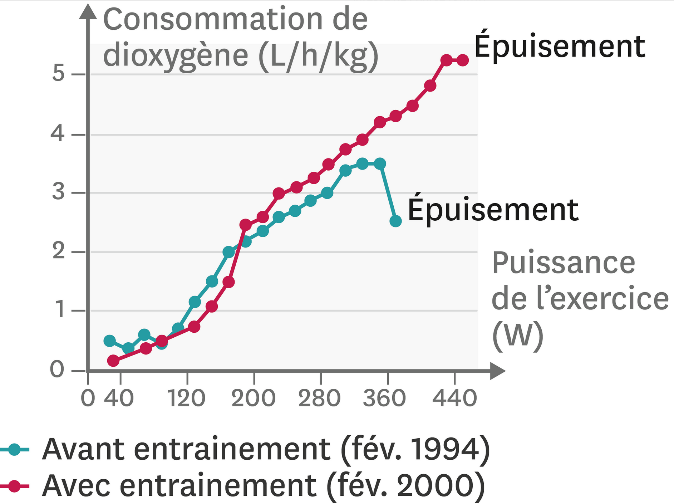 Consommation de
dioxygène (L/h/kg)
Épuisement
5
4
3
2
1
0
Épuisement
Puissance
de l'exercice
(W)
0 40 120 200 280 360 440
Avant entrainement (fév. 1994)
Avec entrainement (fév. 2000)